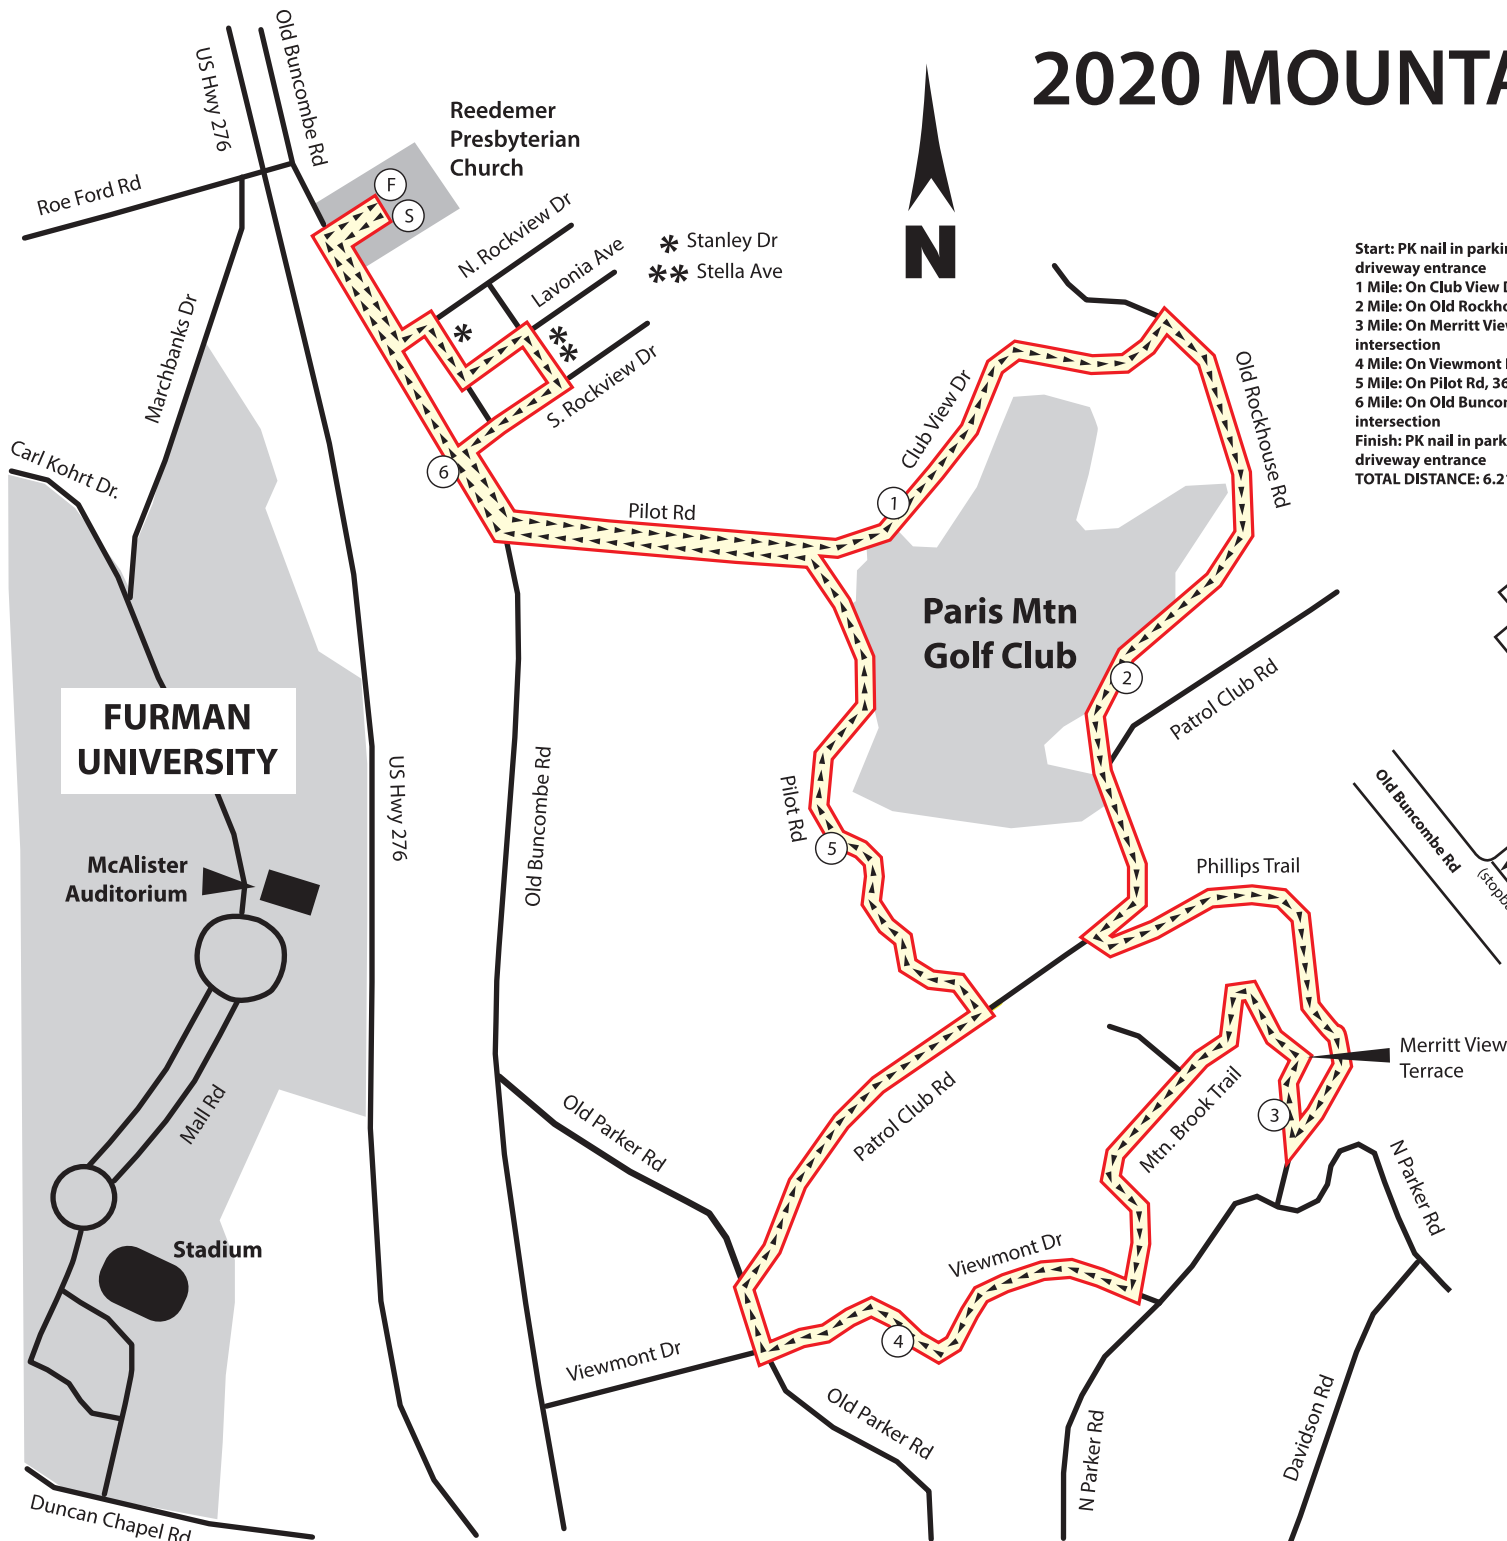 2020 MOUNTA
US Hwy 276
Old Buncombe Rd
Reedemer
Presbyterian
Church
Roe Ford Rd
F
S
N. Rockview Dr
Lavonia Ave
* Stanley Dr
** Stella Ave
*
**
S. Rockview Dr
N
Start: PK nail in parkin
driveway entrance
1 Mile: On Club View D
2 Mile: On Old Rockho
3 Mile: On Merritt View
intersection
4 Mile: On Viewmont
5 Mile: On Pilot Rd, 36
6 Mile: On Old Buncom
intersection
Finish: PK nail in park
driveway entrance
TOTAL DISTANCE: 6.21
Marchbanks Dr
Carl Kohrt Dr.
6
Pilot Rd
Club View Dr
1
Old Rockhouse Rd
Paris Mtn
Golf Club
2
Patrol Club Rd
FURMAN
UNIVERSITY
US Hwy 276
Old Buncombe Rd
Pilot Rd
5
Old Buncombe Rd
(stopba
McAlister
Auditorium
Phillips Trail
Merritt View
Terrace
3
Mtn. Brook Trail
Patrol Club Rd
Old Parker Rd
Mall Rd
N Parker Rd
Stadium
Viewmont Dr
4
Viewmont Dr
Old Parker Rd
N Parker Rd
Davidson Rd
Duncan Chapel Rd